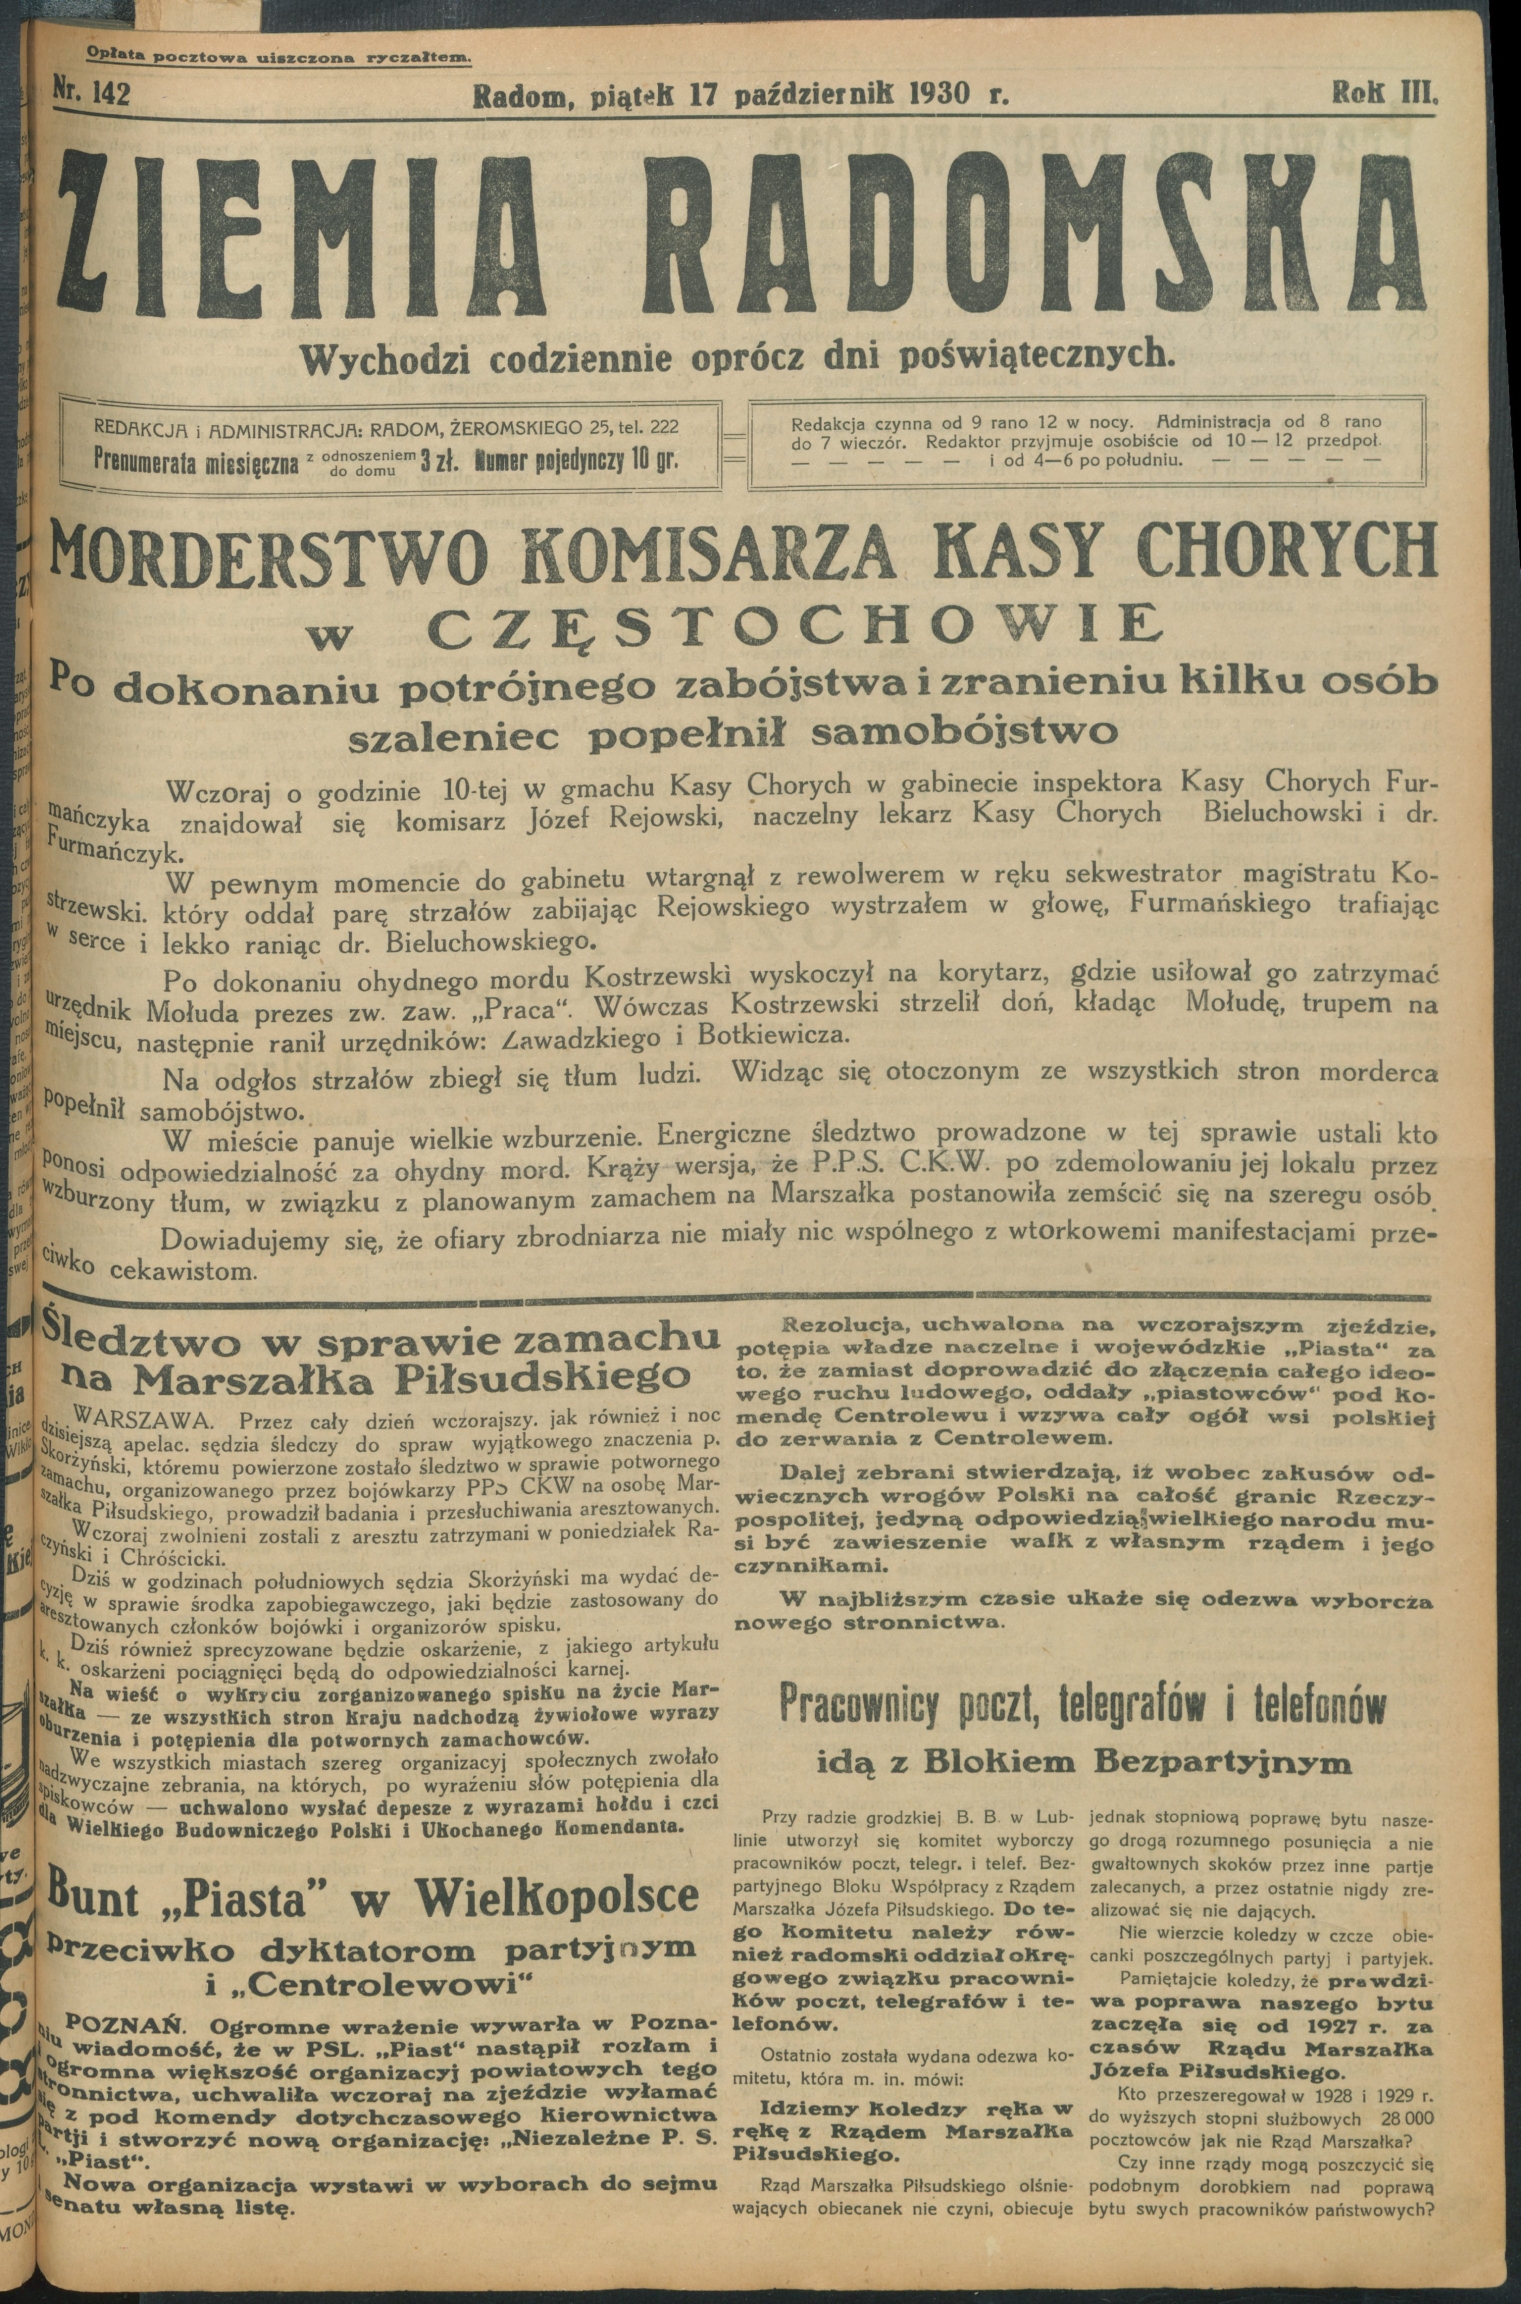 Opłata pocztowa uiszczona ryczałtem.
Nr. 142
Radom, piątek 17 październik 1930 r.
Rok III.
ZIEMIA RADOMSKA
Wychodzi codziennie oprócz dni poświątecznych.
REDAKCJA i ADMINISTRACJA: RADOM, ŻEROMSKIEGO 25, tel. 222
Prenumerata miesięczna z odnoszeniem do domu 3 zł. Numer pojedynczy 10 gr.
Redakcja czynna od 9 rano 12 w nocy. Administracja od 8 rano
do 7 wieczór. Redaktor przyjmuje osobiście od 10 — 12 przedpoł.
— — — — — i od 4—6 po południu. — — — — —
MORDERSTWO KOMISARZA KASY CHORYCH
w CZĘSTOCHOWIE
Po dokonaniu potrójnego zabójstwa i zranieniu kilku osób
szaleniec popełnił samobójstwo
Wczoraj o godzinie 10-tej w gmachu Kasy Chorych w gabinecie inspektora Kasy Chorych Fur-
mańczyka znajdował się komisarz Józef Rejowski, naczelny lekarz Kasy Chorych Bieluchowski i dr.
Furmańczyk.
W pewnym momencie do gabinetu wtargnął z rewolwerem w ręku sekwestrator magistratu Ko-
strzewski. który oddał parę strzałów zabijając Rejowskiego wystrzałem w głowę, Furmańskiego trafiając
w serce i lekko raniąc dr. Bieluchowskiego.
Po dokonaniu ohydnego mordu Kostrzewski wyskoczył na korytarz, gdzie usiłował go zatrzymać
urzędnik Mołuda prezes zw. zaw. „Praca“. Wówczas Kostrzewski strzelił doń, kładąc Mołudę, trupem na
miejscu, następnie ranił urzędników: Zawadzkiego i Botkiewicza.
Na odgłos strzałów zbiegł się tłum ludzi. Widząc się otoczonym ze wszystkich stron morderca
popełnił samobójstwo.
W mieście panuje wielkie wzburzenie. Energiczne śledztwo prowadzone w tej sprawie ustali kto
ponosi odpowiedzialność za ohydny mord. Krąży wersja, że P.P.S. C.K.W. po zdemolowaniu jej lokalu przez
wzburzony tłum, w związku z planowanym zamachem na Marszałka postanowiła zemścić się na szeregu osób.
Dowiadujemy się, że ofiary zbrodniarza nie miały nic wspólnego z wtorkowemi manifestacjami prze-
ciwko cekawistom.
Śledztwo w sprawie zamachu
na Marszałka Piłsudskiego
WARSZAWA. Przez cały dzień wczorajszy. jak również i noc
dzisiejszą apelac. sędzia śledczy do spraw wyjątkowego znaczenia p.
Skorżyński, któremu powierzone zostało śledztwo w sprawie potwornego
zamachu, organizowanego przez bojówkarzy PPS CKW na osobę Mar-
szałka Piłsudskiego, prowadził badania i przesłuchiwania aresztowanych.
Wczoraj zwolnieni zostali z aresztu zatrzymani w poniedziałek Ra-
czyński i Chróścicki.
Dziś w godzinach południowych sędzia Skorżyński ma wydać de-
cyzję w sprawie środka zapobiegawczego, jaki będzie zastosowany do
aresztowanych członków bojówki i organizorów spisku.
Dziś również sprecyzowane będzie oskarżenie, z jakiego artykułu
k. k. oskarżeni pociągnięci będą do odpowiedzialności karnej.
Na wieść o wykryciu zorganizowanego spisku na życie Mar-
szałka — ze wszystkich stron kraju nadchodzą żywiołowe wyrazy
oburzenia i potępienia dla potwornych zamachowców.
We wszystkich miastach szereg organizacyj społecznych zwołało
nadzwyczajne zebrania, na których, po wyrażeniu słów potępienia dla
spiskowców — uchwalono wysłać depesze z wyrazami hołdu i czci
dla Wielkiego Budowniczego Polski i Ukochanego Komendanta.
Bunt „Piasta” w Wielkopolsce
przeciwko dyktatorom partyjnym
i „Centrolewowi“
POZNAŃ. Ogromne wrażenie wywarła w Pozna-
niu wiadomość, że w PSL. „Piast“ nastąpił rozłam i
ogromna większość organizacyj powiatowych tego
stronnictwa, uchwaliła wczoraj na zjeździe wyłamać
się z pod komendy dotychczasowego kierownictwa
partji i stworzyć nową organizację: „Niezależne P. S.
L. „Piast“.
Nowa organizacja wystawi w wyborach do sejmu
i senatu własną listę.
Rezolucja, uchwalona na wczorajszym zjeździe,
potępia władze naczelne i wojewódzkie „Piasta“ za
to, że zamiast doprowadzić do złączenia całego ideo-
wego ruchu ludowego, oddały „piastowców“ pod ko-
mendę Centrolewu i wzywa cały ogół wsi polskiej
do zerwania z Centrolewem.
Dalej zebrani stwierdzają, iż wobec zakusów od-
wiecznych wrogów Polski na całość granic Rzeczy-
pospolitej, jedyną odpowiedzią wielkiego narodu mu-
si być zawieszenie walk z własnym rządem i jego
czynnikami.
W najbliższym czasie ukaże się odezwa wyborcza
nowego stronnictwa.
Pracownicy poczt, telegrafów i telefonów
idą z Blokiem Bezpartyjnym
Przy radzie grodzkiej B. B. w Lub-
linie utworzył się komitet wyborczy
pracowników poczt, telegr. i telef. Bez-
partyjnego Bloku Współpracy z Rządem
Marszałka Józefa Piłsudskiego. Do te-
go Komitetu należy rów-
nież radomski oddział okrę-
gowego związku pracowni-
ków poczt, telegrafów i te-
lefonów.
Ostatnio została wydana odezwa ko-
mitetu, która m. in. mówi:
Idziemy koledzy ręka w
rękę z Rządem Marszałka
Piłsudskiego.
Rząd Marszałka Piłsudskiego olśnie-
wających obiecanek nie czyni, obiecuje
jednak stopniową poprawę bytu nasze-
go drogą rozumnego posunięcia a nie
gwałtownych skoków przez inne partje
zalecanych, a przez ostatnie nigdy zre-
alizować się nie dających.
Nie wierzcie koledzy w czcze obie-
canki poszczególnych partyj i partyjek.
Pamiętajcie koledzy, że prawdzi-
wa poprawa naszego bytu
zaczęła się od 1927 r. za
czasów Rządu Marszałka
Józefa Piłsudskiego.
Kto przeszeregował w 1928 i 1929 r.
do wyższych stopni służbowych 28 000
pocztowców jak nie Rząd Marszałka?
Czy inne rządy mogą poszczycić się
podobnym dorobkiem nad poprawą
bytu swych pracowników państwowych?